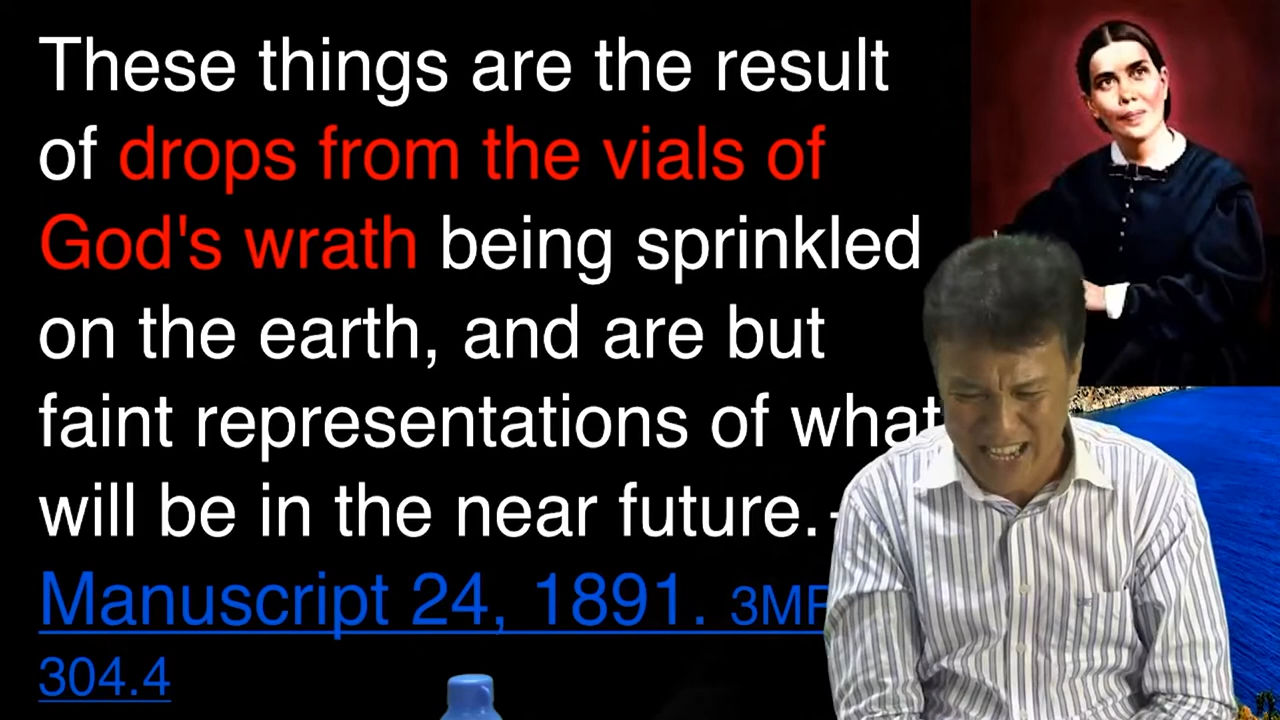 These things are the result
of drops from the vials of
God's wrath being sprinkled
on the earth, and are but
faint representations of what
will be in the near future.-
Manuscript 24, 1891. 3MR
304.4